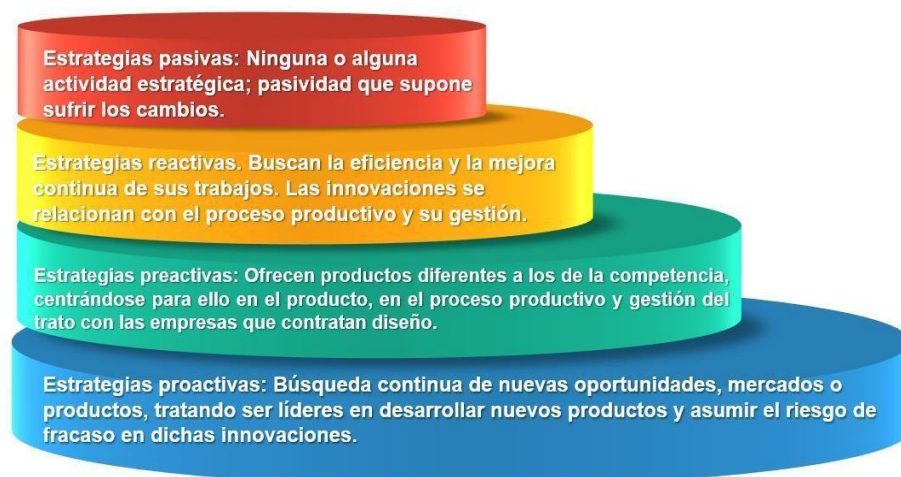 Estrategias pasivas: Ninguna o alguna
actividad estratégica; pasividad que supone
sufrir los cambios.
Estrategias reactivas. Buscan la eficiencia y la mejora
continua de sus trabajos. Las innovaciones se
relacionan con el proceso productivo y su gestión.
Estrategias preactivas: Ofrecen productos diferentes a los de la competencia,
centrándose para ello en el producto, en el proceso productivo y gestión del
trato con las empresas que contratan diseño.
Estrategias proactivas: Búsqueda continua de nuevas oportunidades, mercados o
productos, tratando ser líderes en desarrollar nuevos productos y asumir el riesgo de
fracaso en dichas innovaciones.